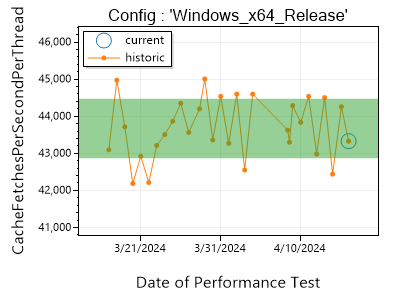 Config : 'Windows_x64_Release'
CacheFetchesPerSecondPerThread
46,000
45,000
44,000
43,000
42,000
41,000
current
historic
3/21/2024
3/31/2024
4/10/2024
Date of Performance Test